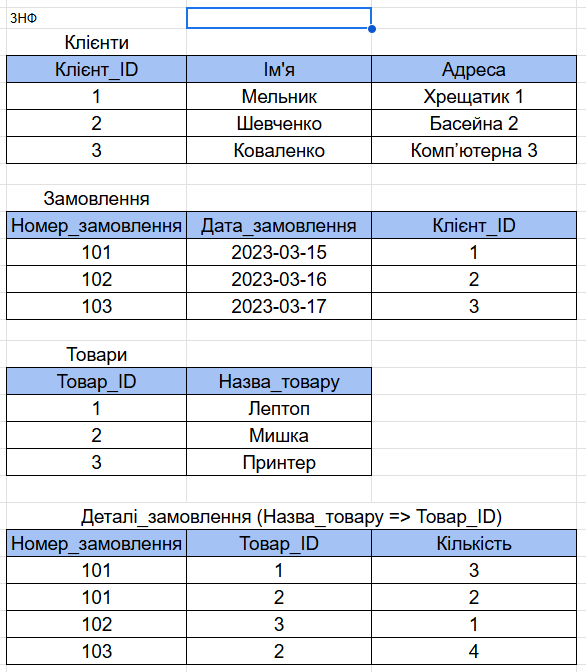 3НФ
Клієнти
Клієнт_ID Ім'я Адреса
1 Мельник Хрещатик 1
2 Шевченко Басейна 2
3 Коваленко Комп’ютерна 3
Замовлення
Номер_замовлення Дата_замовлення Клієнт_ID
101 2023-03-15 1
102 2023-03-16 2
103 2023-03-17 3
Товари
Товар_ID Назва_товару
1 Лептоп
2 Мишка
3 Принтер
Деталі_замовлення (Назва_товару => Товар_ID)
Номер_замовлення Товар_ID Кількість
101 1 3
101 2 2
102 3 1
103 2 4